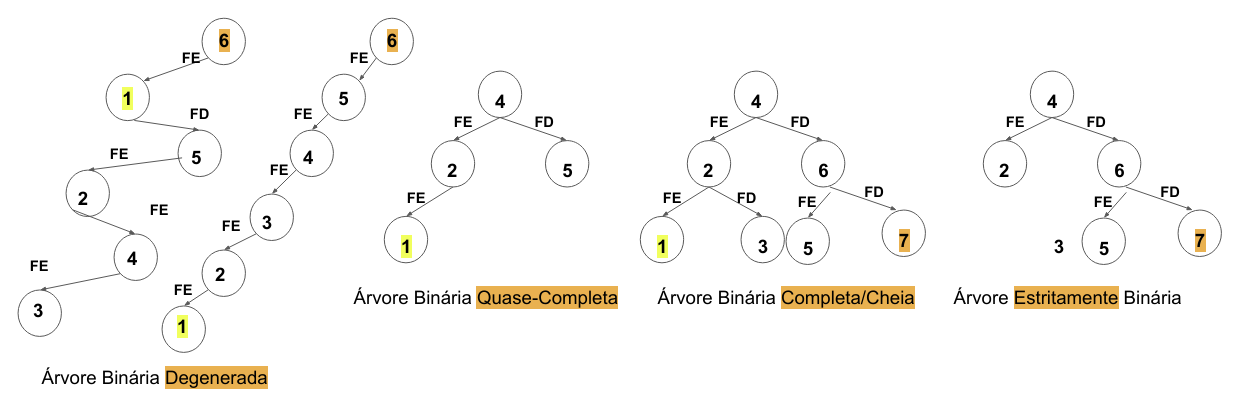 6
FE
1
FD
5
FE
2
FE
4
FE
3
6
FE
5
FE
4
FE
3
FE
2
FE
1
Árvore Binária Degenerada
4
FE FD
2 5
FE
1
Árvore Binária Quase-Completa
4
FE FD
2 6
FE FD FE FD
1 3 5 7
Árvore Binária Completa/Cheia
4
FE FD
2 6
FE FD
3 5 7
Árvore Estritamente Binária